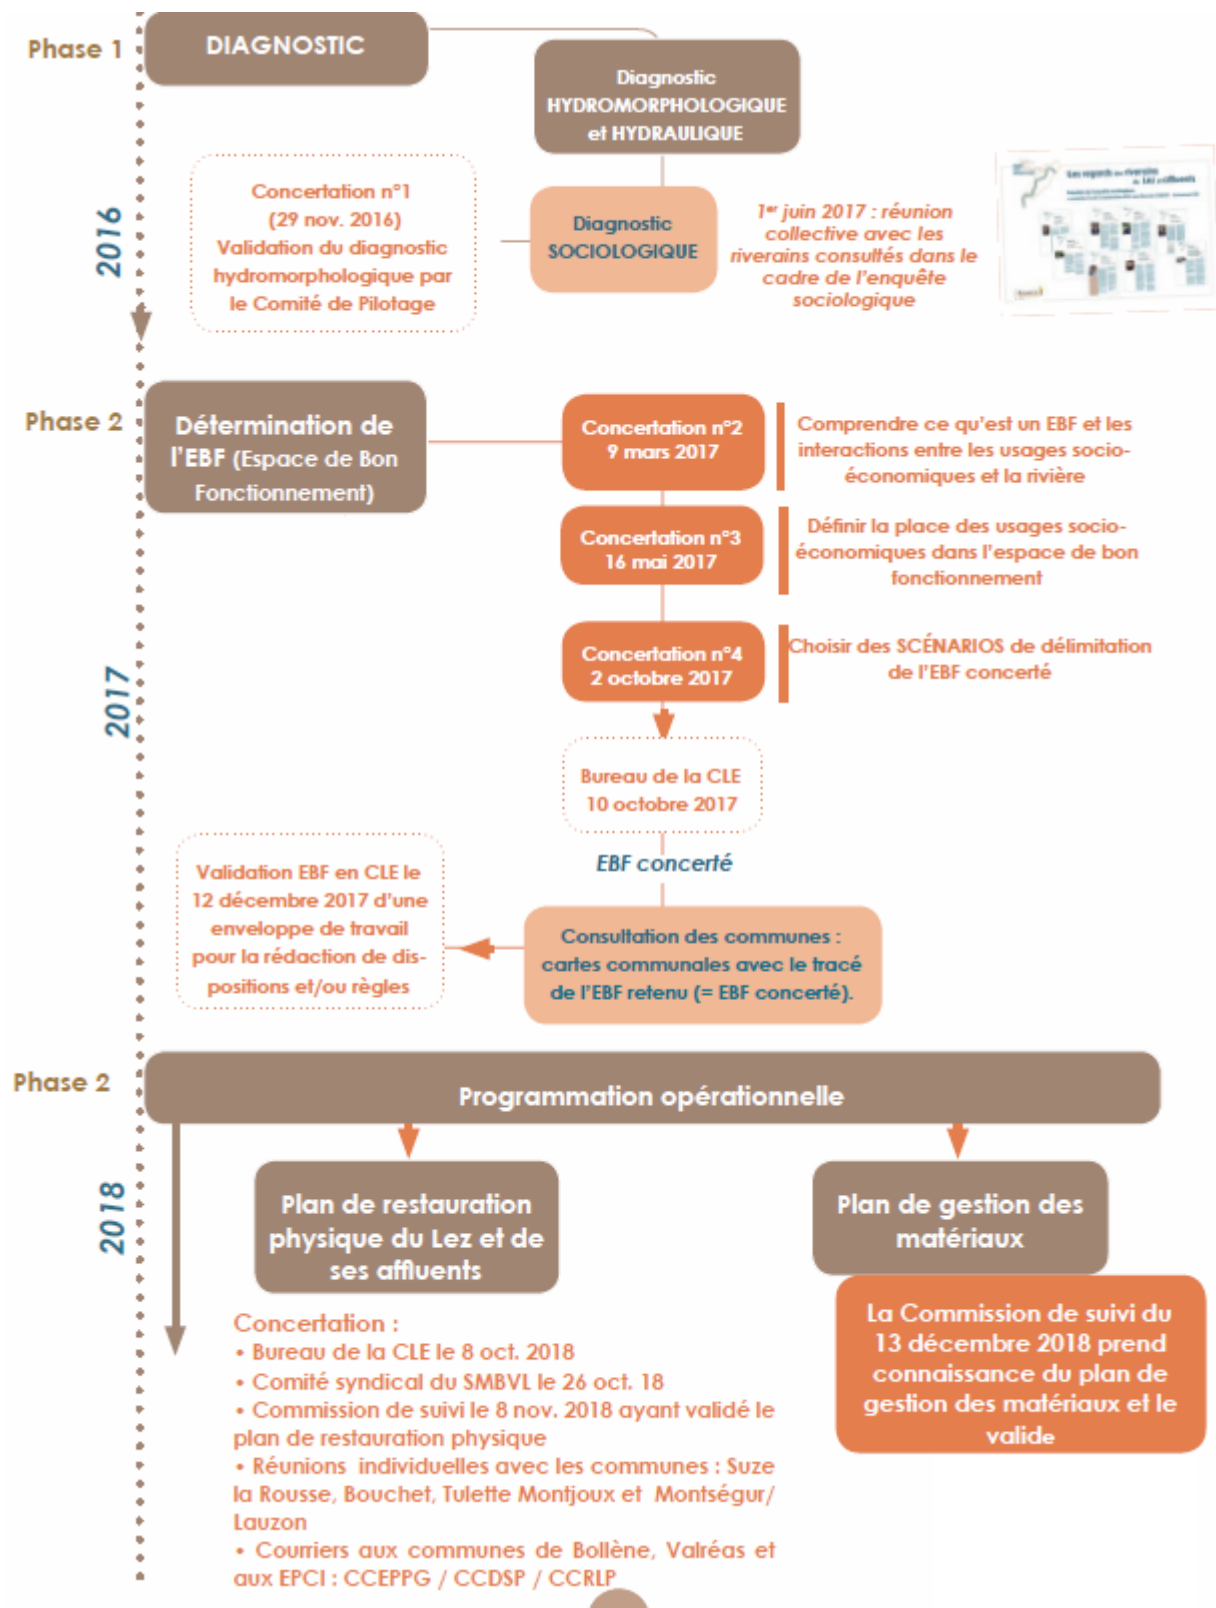 Phase 1
DIAGNOSTIC
Diagnostic
HYDROMORPHOLOGIQUE
et HYDRAULIQUE
2016
Concertation n°1
(29 nov. 2016)
Validation du diagnostic
hydromorphologique par
le Comité de Pilotage
Diagnostic
SOCIOLOGIQUE
1er juin 2017 : réunion
collective avec les
riverains consultés dans le
cadre de l'enquête
sociologique
Les regards des riverains
du Lez et affluents
Phase 2
Détermination de
l'EBF (Espace de Bon
Fonctionnement)
Concertation n°2
9 mars 2017
Comprendre ce qu'est un EBF et les
interactions entre les usages socio-
économiques et la rivière
Concertation n°3
16 mai 2017
Définir la place des usages socio-
économiques dans l'espace de bon
fonctionnement
2017
Concertation n°4
2 octobre 2017
Choisir des SCÉNARIOS de délimitation
de l'EBF concerté
Bureau de la CLE
10 octobre 2017
EBF concerté
Validation EBF en CLE le
12 décembre 2017 d'une
enveloppe de travail
pour la rédaction de dis-
positions et/ou règles
Consultation des communes :
cartes communales avec le tracé
de l'EBF retenu (= EBF concerté).
Phase 2
Programmation opérationnelle
2018
Plan de restauration
physique du Lez et de
ses affluents
Plan de gestion des
matériaux
La Commission de suivi du
13 décembre 2018 prend
connaissance du plan de
gestion des matériaux et le
valide
Concertation :
• Bureau de la CLE le 8 oct. 2018
• Comité syndical du SMBVL le 26 oct. 18
• Commission de suivi le 8 nov. 2018 ayant validé le
plan de restauration physique
• Réunions individuelles avec les communes : Suze
la Rousse, Bouchet, Tulette Montjoux et Montségur/
Lauzon
• Courriers aux communes de Bollène, Valréas et
aux EPCI : CCEPPG / CCDSP / CCRLP